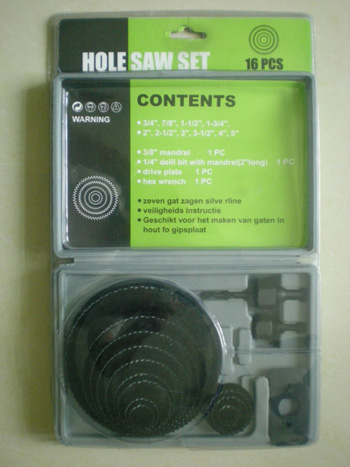 HOLE SAW SET
16 PCS
WARNING
CONTENTS
3/4", 7/8", 1-1/2", 1-3/4",
2", 2-1/2", 3", 3-1/2", 4", 5"
3/8" mandrel 1 PC
1/4" dsill bit with mandrel(2"long) 1 PC
drive plate 1 PC
hex wrench 1 PC
zeven gat zagen silve rline
veiligheids instructie
Geschikt voor het maken van gaten in
hout fo gipsplaat